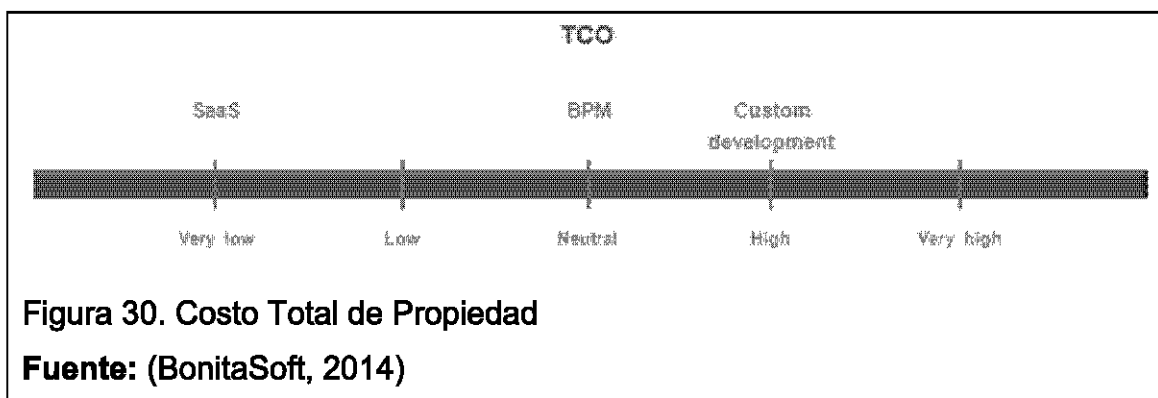 TCO
SaaS BPM Custom
development
Very low Low Neutral High Very high
Figura 30. Costo Total de Propiedad
Fuente: (BonitaSoft, 2014)